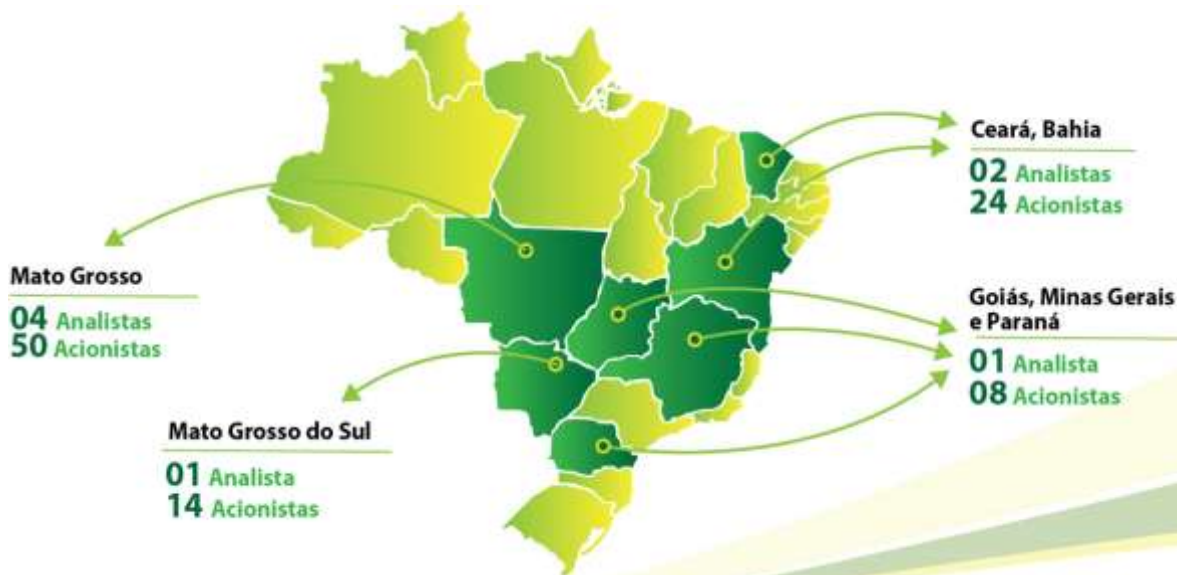 Ceará, Bahia
02 Analistas
24 Acionistas
Mato Grosso
04 Analistas
50 Acionistas
Goiás, Minas Gerais
e Paraná
01 Analista
08 Acionistas
Mato Grosso do Sul
01 Analista
14 Acionistas